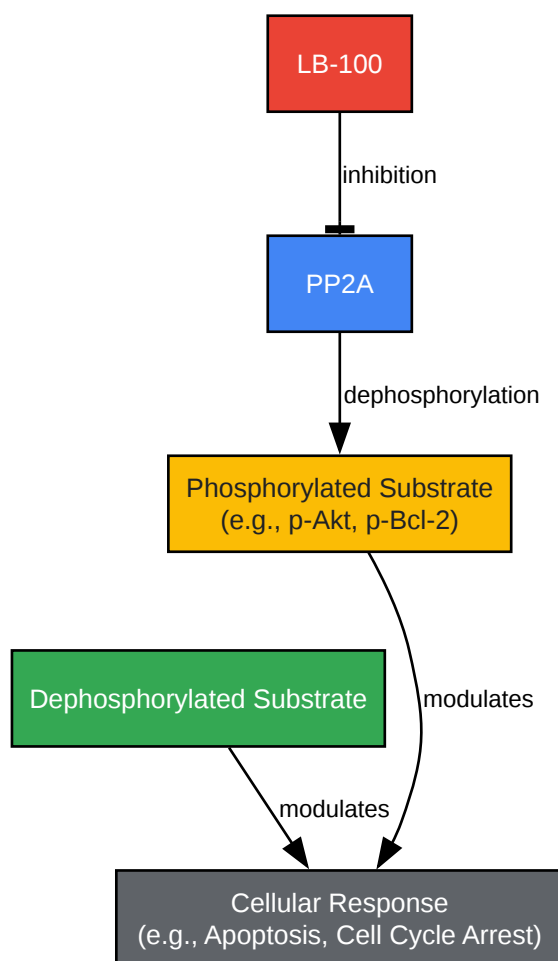 LB-100
inhibition
PP2A
dephosphorylation
Phosphorylated Substrate
(e.g., p-Akt, p-Bcl-2)
Dephosphorylated Substrate
modulates
modulates
Cellular Response
(e.g., Apoptosis, Cell Cycle Arrest)